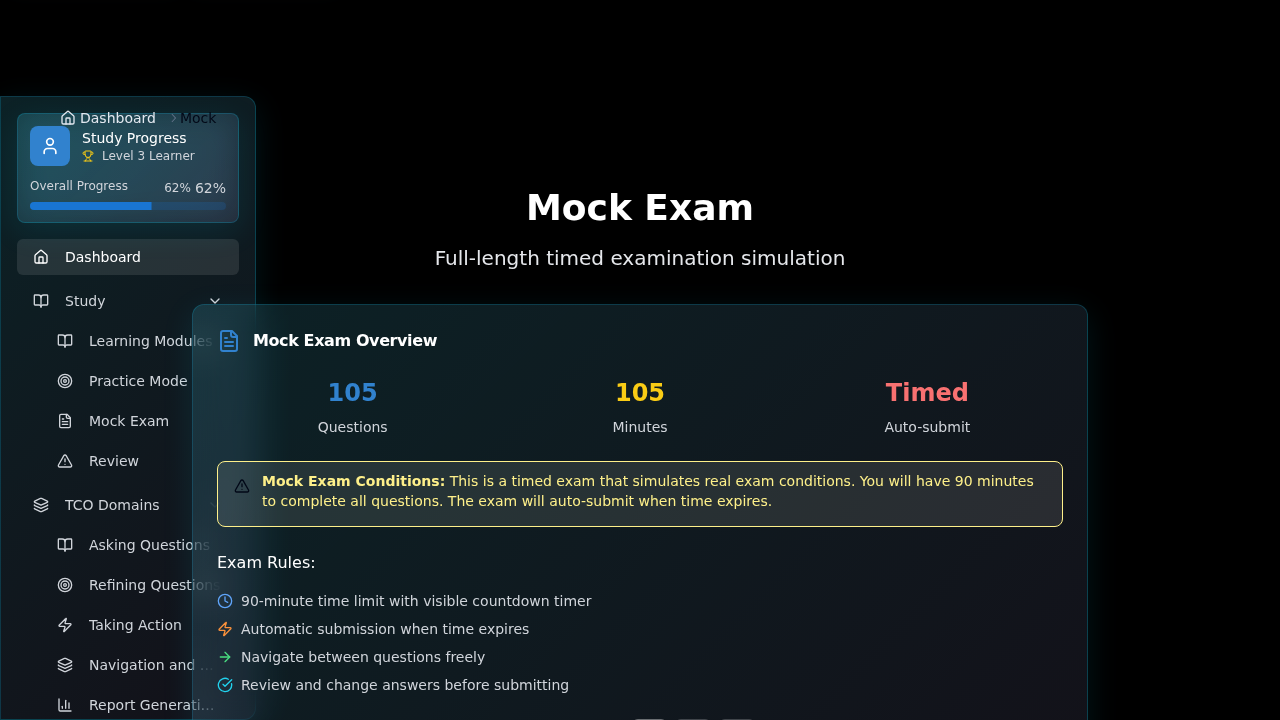 Dashboard
Mock
Study Progress
Level 3 Learner
Overall Progress
62% 62%
Dashboard
Study
Learning Modules
Practice Mode
Mock Exam
Review
TCO Domains
Asking Questions
Refining Questions
Taking Action
Navigation and ...
Report Generati...
Mock Exam
Full-length timed examination simulation
Mock Exam Overview
105
Questions
105
Minutes
Timed
Auto-submit
Mock Exam Conditions: This is a timed exam that simulates real exam conditions. You will have 90 minutes
to complete all questions. The exam will auto-submit when time expires.
Exam Rules:
90-minute time limit with visible countdown timer
Automatic submission when time expires
Navigate between questions freely
Review and change answers before submitting